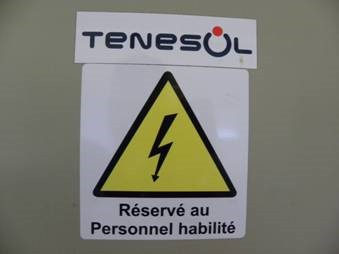 TENESOL
Réservé au
Personnel habilité